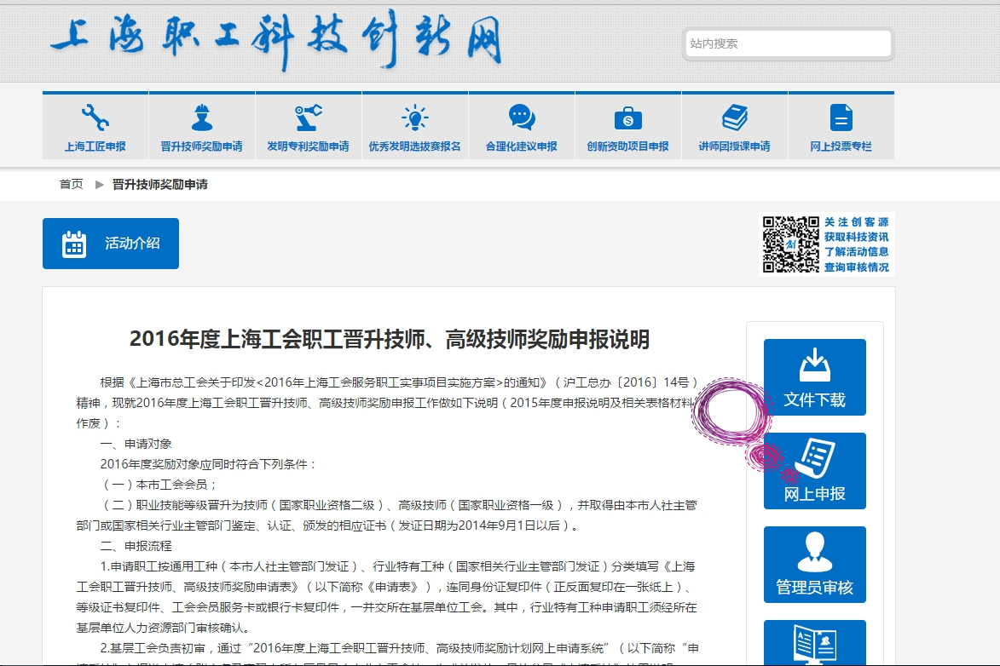 上海职工科技创新网
站内搜索
上海工匠申报
晋升技师奖励申请
发明专利奖励申请
优秀发明选拔赛报名
合理化建议申报
创新资助项目申报
讲师团授课申请
网上投票专栏
首页 ▶ 晋升技师奖励申请
活动介绍
关注创客源
获取科技资讯
了解活动信息
查询审核情况
2016年度上海工会职工晋升技师、高级技师奖励申报说明
根据《上海市总工会关于印发<2016年上海工会服务职工实事项目实施方案>的通知》（沪工总办〔2016〕14号）
精神，现就2016年度上海工会职工晋升技师、高级技师奖励申报工作做如下说明（2015年度申报说明及相关表格材料
作废）：
一、申请对象
2016年度奖励对象应同时符合下列条件：
（一）本市工会会员；
（二）职业技能等级晋升为技师（国家职业资格二级）、高级技师（国家职业资格一级），并取得由本市人社主管
部门或国家相关行业主管部门鉴定、认证、颁发的相应证书（发证日期为2014年9月1日以后）。
二、申报流程
1.申请职工按通用工种（本市人社主管部门发证）、行业特有工种（国家相关行业主管部门发证）分类填写《上海
工会职工晋升技师、高级技师奖励申请表》（以下简称《申请表》），连同身份证复印件（正反面复印在一张纸上）、
等级证书复印件、工会会员服务卡或银行卡复印件，一并交所在基层单位工会。其中，行业特有工种申请职工须经所在
基层单位人力资源部门审核确认。
2.基层工会负责初审，通过“2016年度上海工会职工晋升技师、高级技师奖励计划网上申请系统”（以下简称“申
文件下载
网上申报
管理员审核